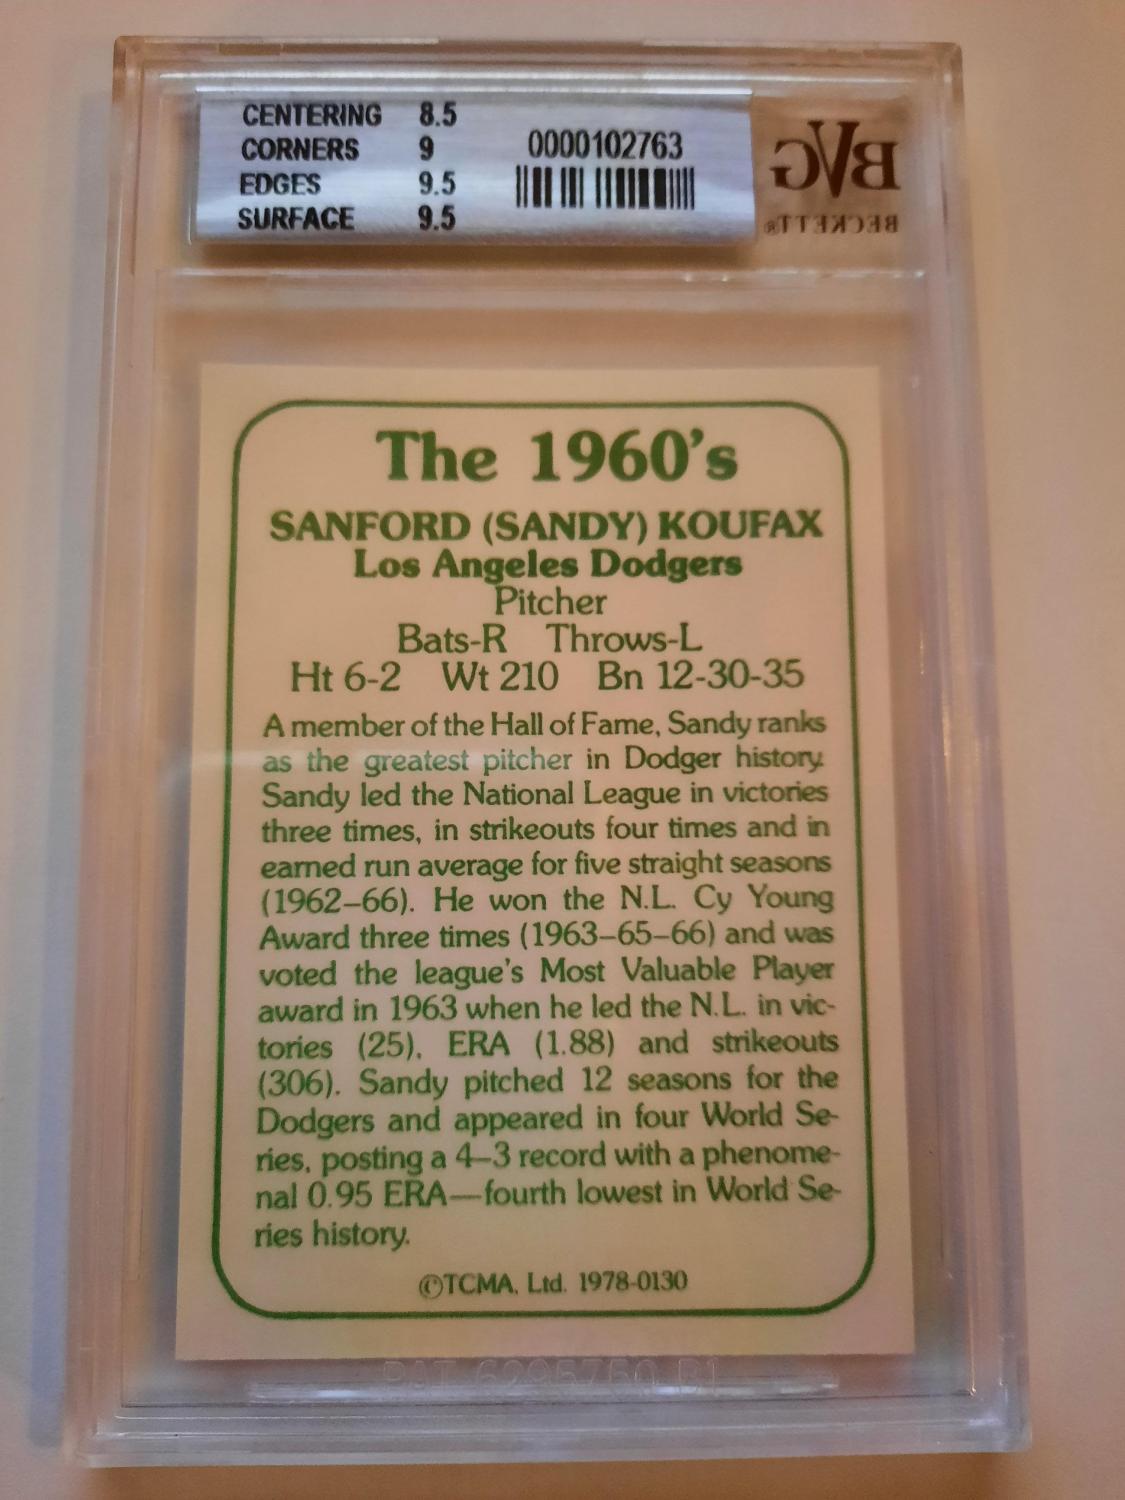 CENTERING 8.5
CORNERS 9
EDGES 9.5
SURFACE 9.5
0000102763
BVG
BECKETT®
The 1960's
SANFORD (SANDY) KOUFAX
Los Angeles Dodgers
Pitcher
Bats-R Throws-L
Ht 6-2 Wt 210 Bn 12-30-35
A member of the Hall of Fame, Sandy ranks
as the greatest pitcher in Dodger history.
Sandy led the National League in victories
three times, in strikeouts four times and in
earned run average for five straight seasons
(1962–66). He won the N.L. Cy Young
Award three times (1963–65–66) and was
voted the league's Most Valuable Player
award in 1963 when he led the N.L. in vic-
tories (25), ERA (1.88) and strikeouts
(306). Sandy pitched 12 seasons for the
Dodgers and appeared in four World Se-
ries, posting a 4–3 record with a phenome-
nal 0.95 ERA—fourth lowest in World Se-
ries history.
©TCMA, Ltd. 1978-0130
PAT 6295750 B1